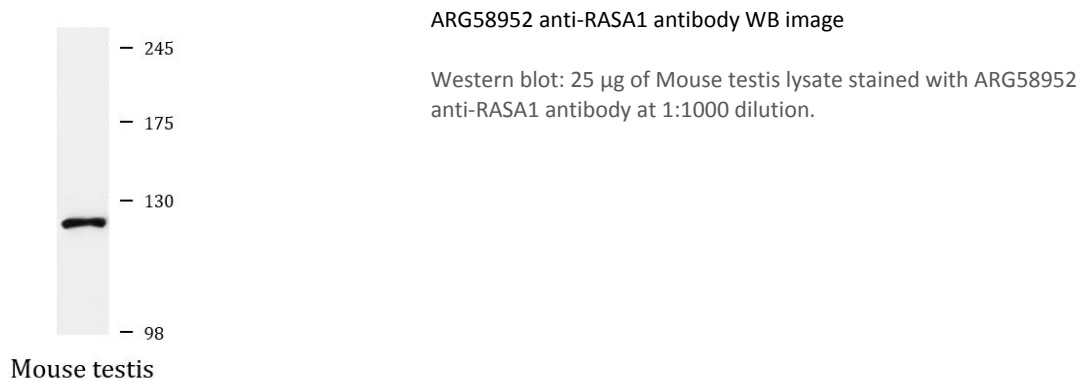 ARG58952 anti-RASA1 antibody WB image
Western blot: 25 µg of Mouse testis lysate stained with ARG58952
anti-RASA1 antibody at 1:1000 dilution.
245
175
130
98
Mouse testis